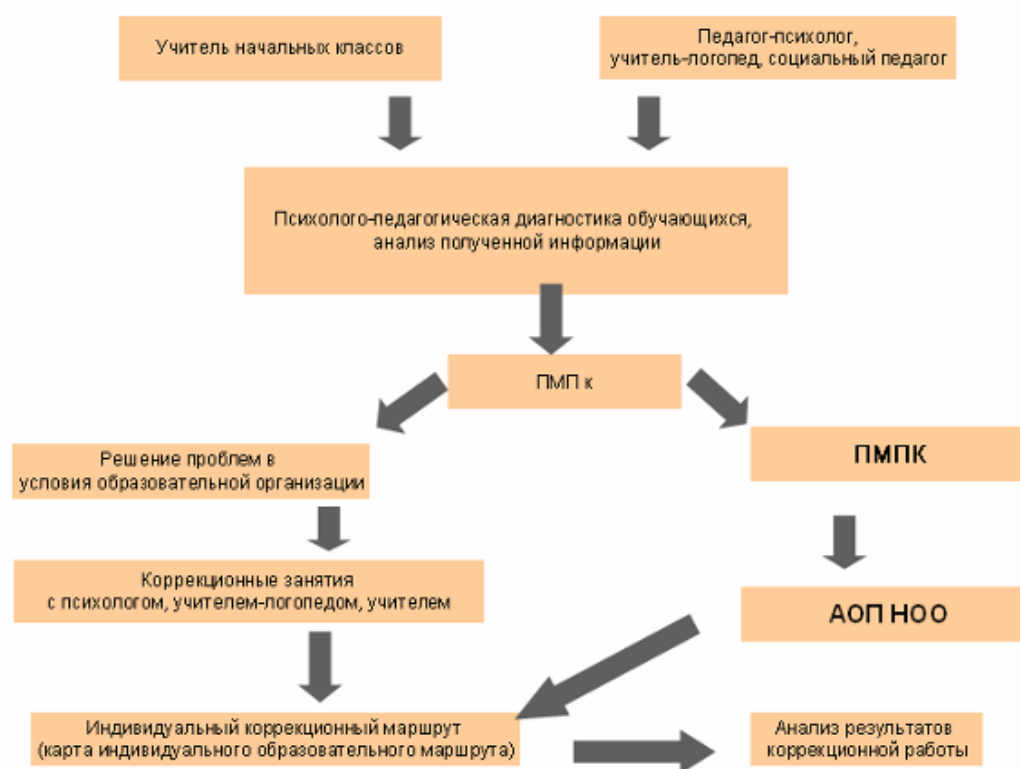 Учитель начальных классов
Педагог-психолог,
учитель-логопед, социальный педагог
Психолого-педагогическая диагностика обучающихся,
анализ полученной информации
ПМП к
Решение проблем в
условия образовательной организации
ПМПК
Коррекционные занятия
с психологом, учителем-логопедом, учителем
АОП НОО
Индивидуальный коррекционный маршрут
(карта индивидуального образовательного маршрута)
Анализ результатов
коррекционной работы